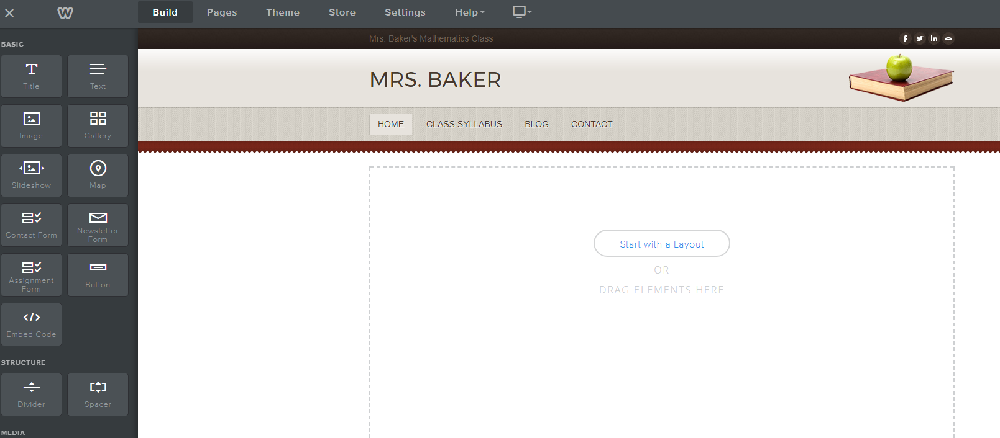 Build Pages Theme Store Settings Help
BASIC
Title Text
Image Gallery
Slideshow Map
Contact Form Newsletter
Form
Assignment
Form Button
Embed Code
STRUCTURE
Divider Spacer
MEDIA
Mrs. Baker's Mathematics Class
MRS. BAKER
HOME CLASS SYLLABUS BLOG CONTACT
Start with a Layout
OR
DRAG ELEMENTS HERE